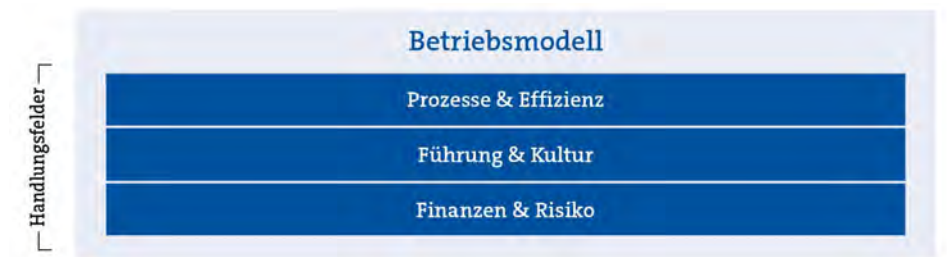 Betriebsmodell
Handlungsfelder
Prozesse & Effizienz
Führung & Kultur
Finanzen & Risiko